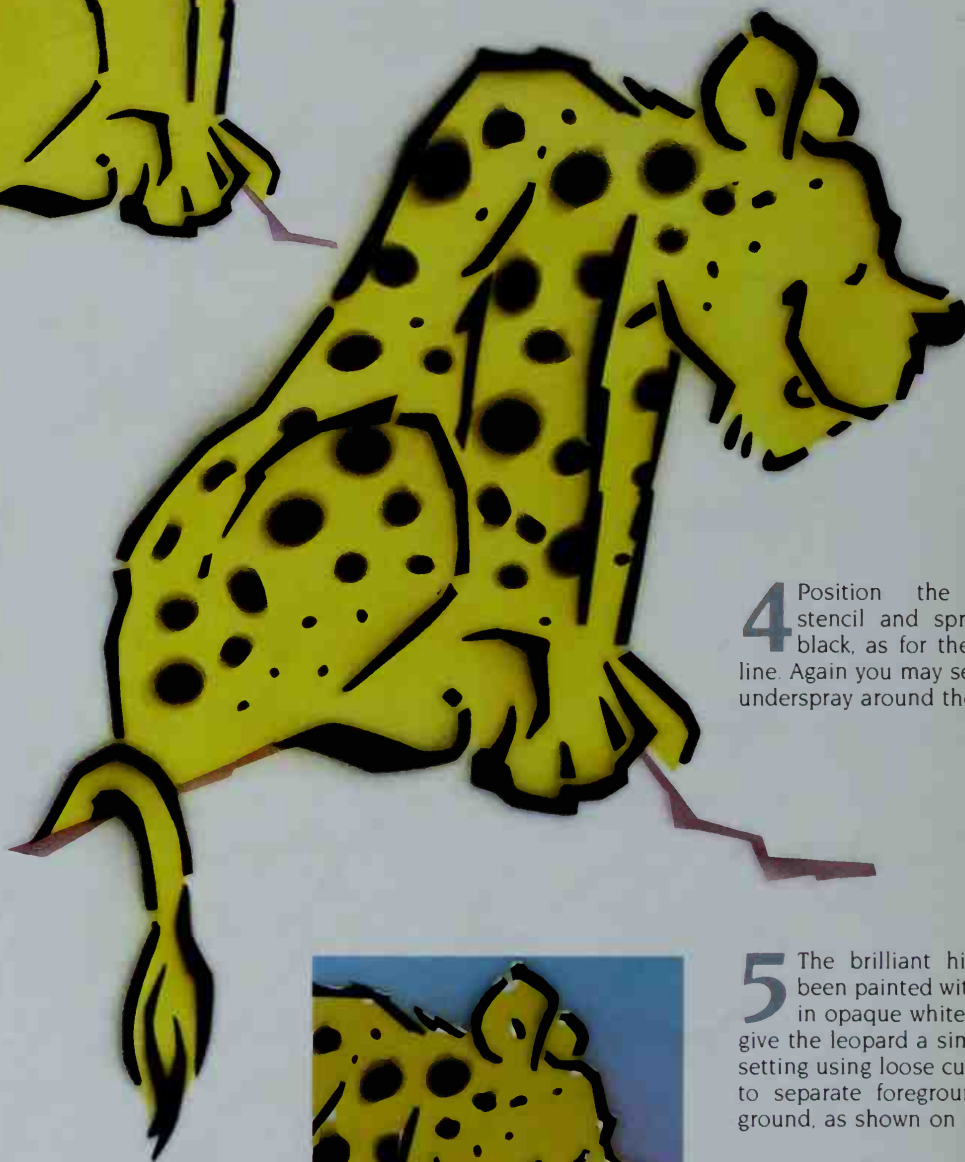 4 Position the
stencil and spr
black, as for the
line. Again you may se
underspray around the
5 The brilliant hi
been painted wit
in opaque white
give the leopard a sim
setting using loose cu
to separate foregrou
ground, as shown on